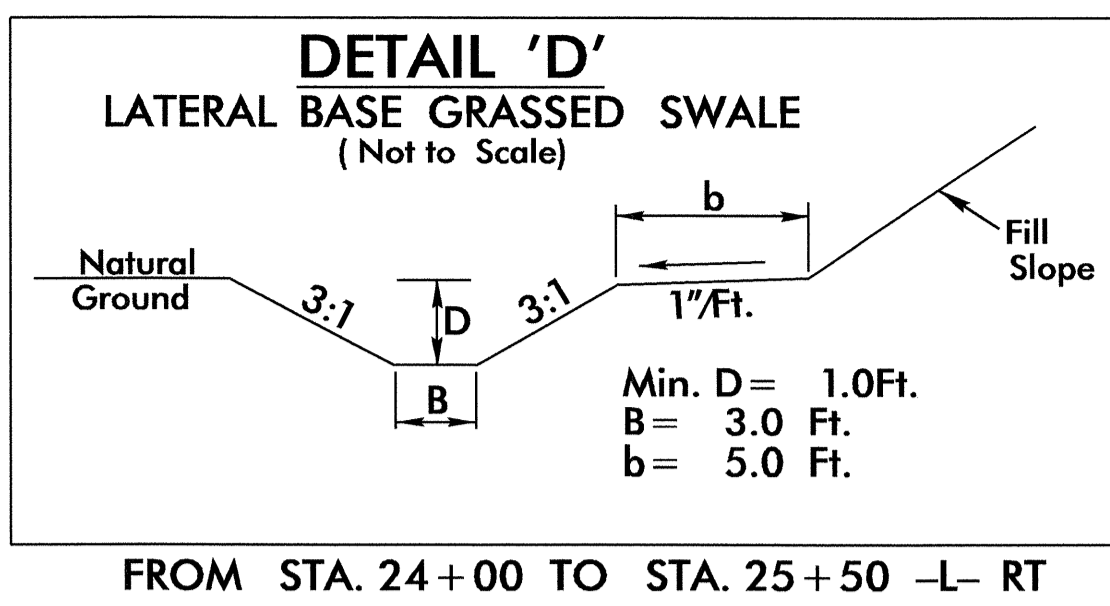 DETAIL 'D'
LATERAL BASE GRASSED SWALE
( Not to Scale)
b
Natural
Ground
3:1
D
3:1
1"/Ft.
Fill
Slope
B
Min. D= 1.0Ft.
B= 3.0 Ft.
b= 5.0 Ft.
FROM STA. 24+00 TO STA. 25+50 -L- RT